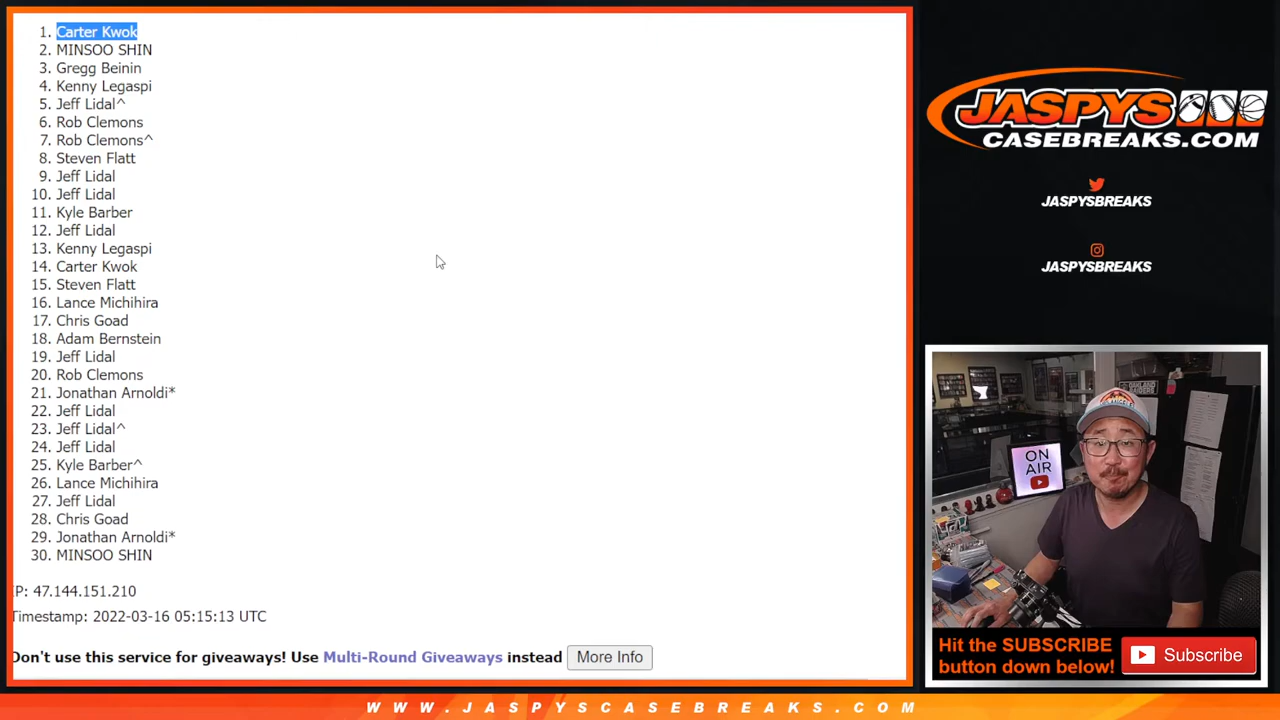 1. Carter Kwok
2. MINSOO SHIN
3. Gregg Beinin
4. Kenny Legaspi
5. Jeff Lidal^
6. Rob Clemons
7. Rob Clemons^
8. Steven Flatt
9. Jeff Lidal
10. Jeff Lidal
11. Kyle Barber
12. Jeff Lidal
13. Kenny Legaspi
14. Carter Kwok
15. Steven Flatt
16. Lance Michihira
17. Chris Goad
18. Adam Bernstein
19. Jeff Lidal
20. Rob Clemons
21. Jonathan Arnoldi*
22. Jeff Lidal
23. Jeff Lidal^
24. Jeff Lidal
25. Kyle Barber^
26. Lance Michihira
27. Jeff Lidal
28. Chris Goad
29. Jonathan Arnoldi*
30. MINSOO SHIN
IP: 47.144.151.210
Timestamp: 2022-03-16 05:15:13 UTC
Don't use this service for giveaways! Use Multi-Round Giveaways instead More Info
JASPYS
CASEBREAKS.COM
JASPYSBREAKS
JASPYSBREAKS
OAKLAND
RAIDERS
ON
AIR
Hit the SUBSCRIBE
button down below!
Subscribe
WWW.JASPYSCASEBREAKS.COM